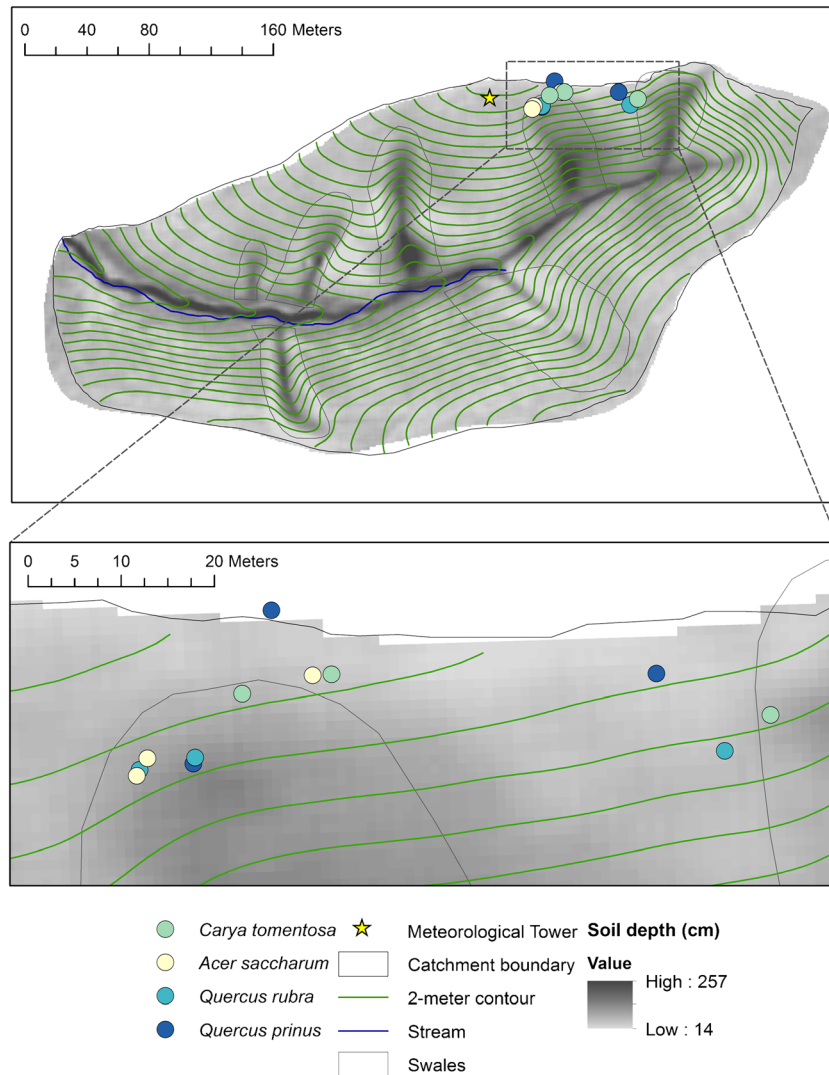 0 40 80 160 Meters
0 5 10 20 Meters
Carya tomentosa Meteorological Tower Soil depth (cm)
Acer saccharum Catchment boundary Value
Quercus rubra 2-meter contour High : 257
Quercus prinus Stream Low : 14
Swales